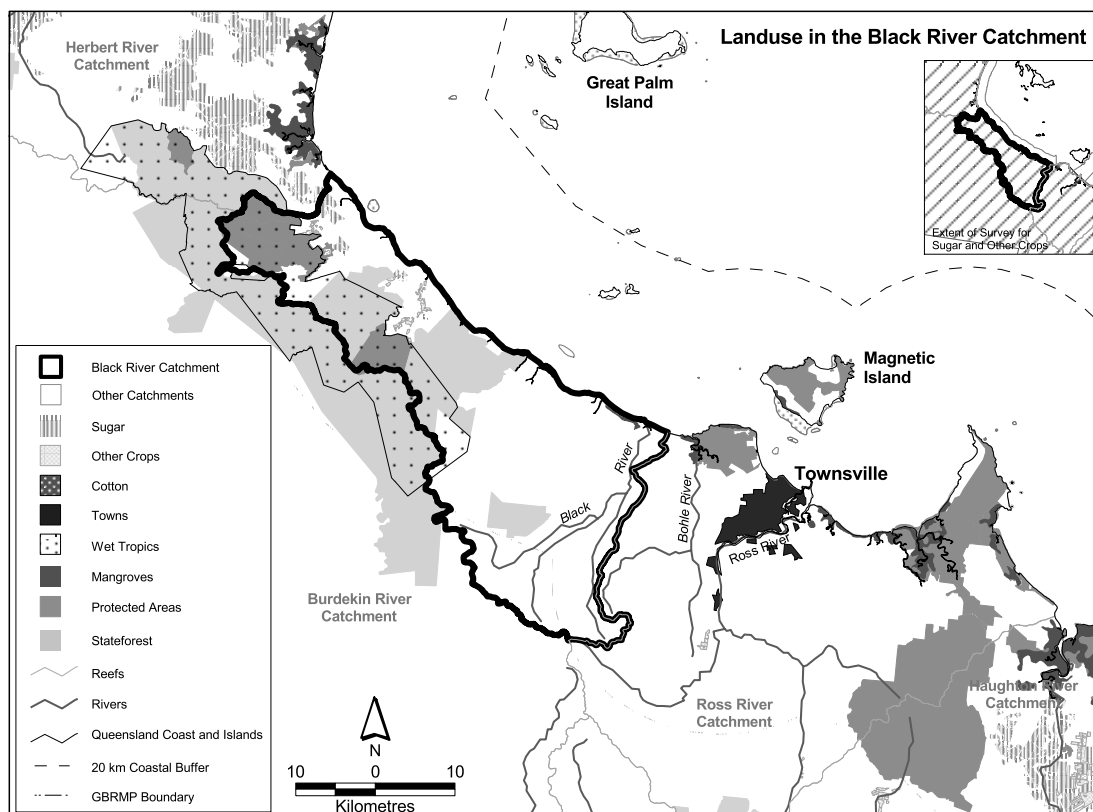 Landuse in the Black River Catchment
Herbert River
Catchment
Great Palm
Island
Extent of Survey for
Sugar and Other Crops
Magnetic
Island
Townsville
River
Black
Bohle River
Ross River
Burdekin River
Catchment
Ross River
Catchment
Haughton River
Catchment
Black River Catchment
Other Catchments
Sugar
Other Crops
Cotton
Towns
Wet Tropics
Mangroves
Protected Areas
Stateforest
Reefs
Rivers
Queensland Coast and Islands
20 km Coastal Buffer
GBRMP Boundary
N
10 0 10
Kilometres